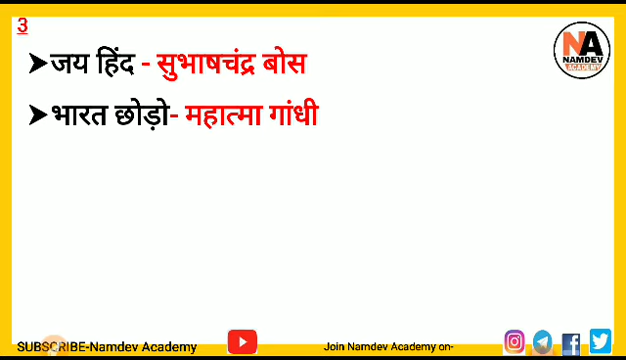 3
➤जय हिंद - सुभाषचंद्र बोस
➤भारत छोड़ो- महात्मा गांधी
NA
NAMDEV
ACADEMY
SUBSCRIBE-Namdev Academy
Join Namdev Academy on-